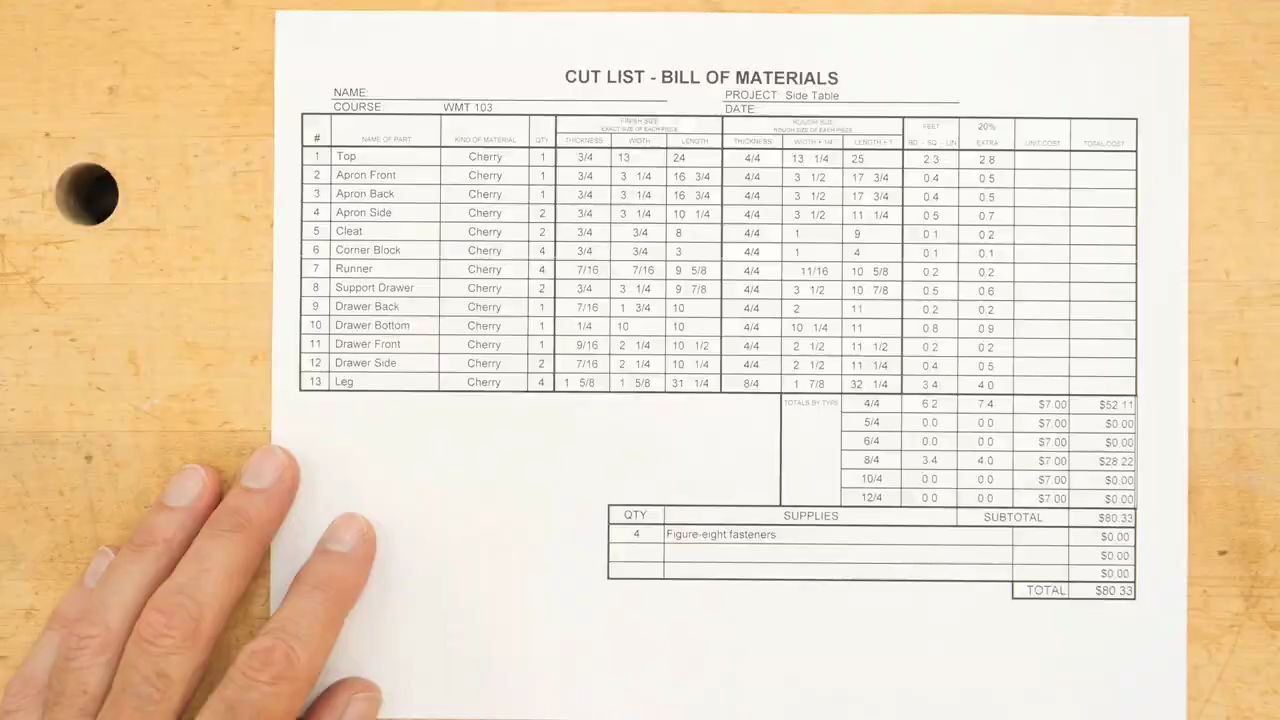 CUT LIST - BILL OF MATERIALS
NAME: PROJECT: Side Table
COURSE: WMT 103 DATE:
FINISH SIZE ROUGH SIZE FEET 20%
EXACT SIZE OF EACH PIECE ROUGH SIZE OF EACH PIECE
# NAME OF PART KIND OF MATERIAL QTY THICKNESS WIDTH LENGTH THICKNESS WIDTH + 1/4 LENGTH + 1 BD - SQ - LIN EXTRA UNIT COST TOTAL COST
1 Top Cherry 1 3/4 13 24 4/4 13 1/4 25 2.3 2.8
2 Apron Front Cherry 1 3/4 3 1/4 16 3/4 4/4 3 1/2 17 3/4 0.4 0.5
3 Apron Back Cherry 1 3/4 3 1/4 16 3/4 4/4 3 1/2 17 3/4 0.4 0.5
4 Apron Side Cherry 2 3/4 3 1/4 10 1/4 4/4 3 1/2 11 1/4 0.5 0.7
5 Cleat Cherry 2 3/4 3/4 8 4/4 1 9 0.1 0.2
6 Corner Block Cherry 4 3/4 3/4 3 4/4 1 4 0.1 0.1
7 Runner Cherry 4 7/16 7/16 9 5/8 4/4 11/16 10 5/8 0.2 0.2
8 Support Drawer Cherry 2 3/4 3 1/4 9 7/8 4/4 3 1/2 10 7/8 0.5 0.6
9 Drawer Back Cherry 1 7/16 1 3/4 10 4/4 2 11 0.2 0.2
10 Drawer Bottom Cherry 1 1/4 10 10 4/4 10 1/4 11 0.8 0.9
11 Drawer Front Cherry 1 9/16 2 1/4 10 1/2 4/4 2 1/2 11 1/2 0.2 0.2
12 Drawer Side Cherry 2 7/16 2 1/4 10 1/4 4/4 2 1/2 11 1/4 0.4 0.5
13 Leg Cherry 4 1 5/8 1 5/8 31 1/4 8/4 1 7/8 32 1/4 3.4 4.0
TOTALS BY TYPE 4/4 6.2 7.4 $7.00 $52.11
5/4 0.0 0.0 $7.00 $0.00
6/4 0.0 0.0 $7.00 $0.00
8/4 3.4 4.0 $7.00 $28.22
10/4 0.0 0.0 $7.00 $0.00
12/4 0.0 0.0 $7.00 $0.00
QTY SUPPLIES SUBTOTAL $80.33
4 Figure-eight fasteners $0.00
$0.00
$0.00
TOTAL $80.33